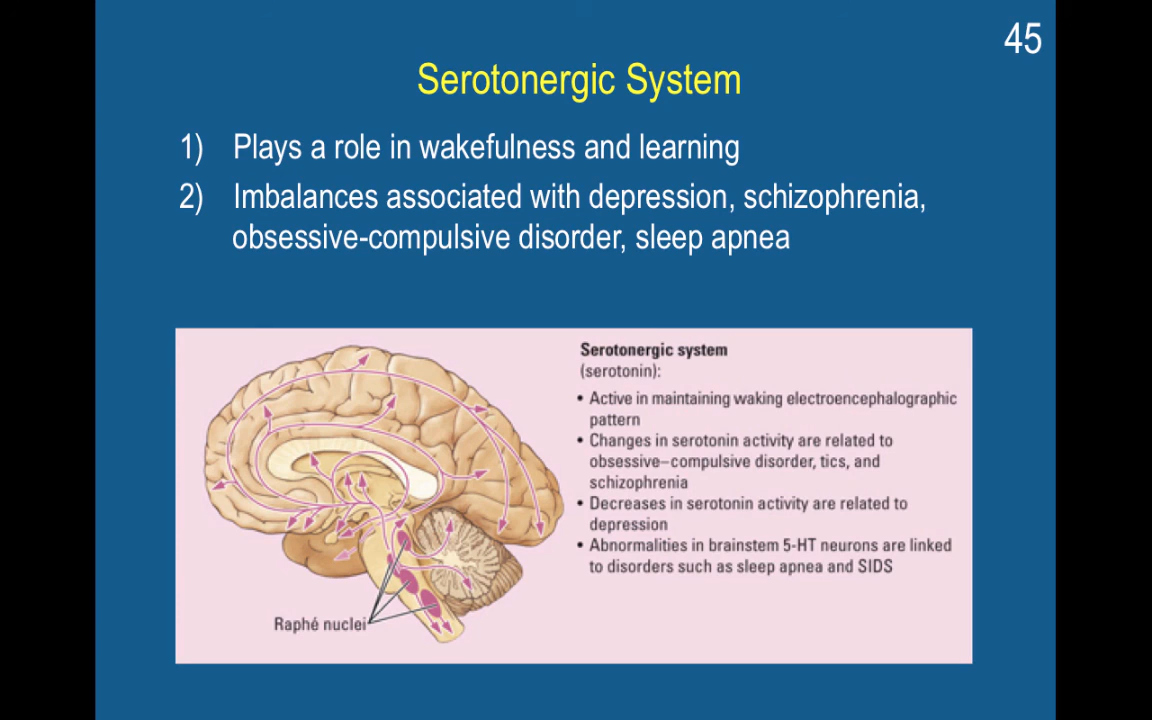 45
Serotonergic System
1) Plays a role in wakefulness and learning
2) Imbalances associated with depression, schizophrenia,
obsessive-compulsive disorder, sleep apnea
Serotonergic system
(serotonin):
• Active in maintaining waking electroencephalographic
pattern
• Changes in serotonin activity are related to
obsessive–compulsive disorder, tics, and
schizophrenia
• Decreases in serotonin activity are related to
depression
• Abnormalities in brainstem 5-HT neurons are linked
to disorders such as sleep apnea and SIDS
Raphé nuclei